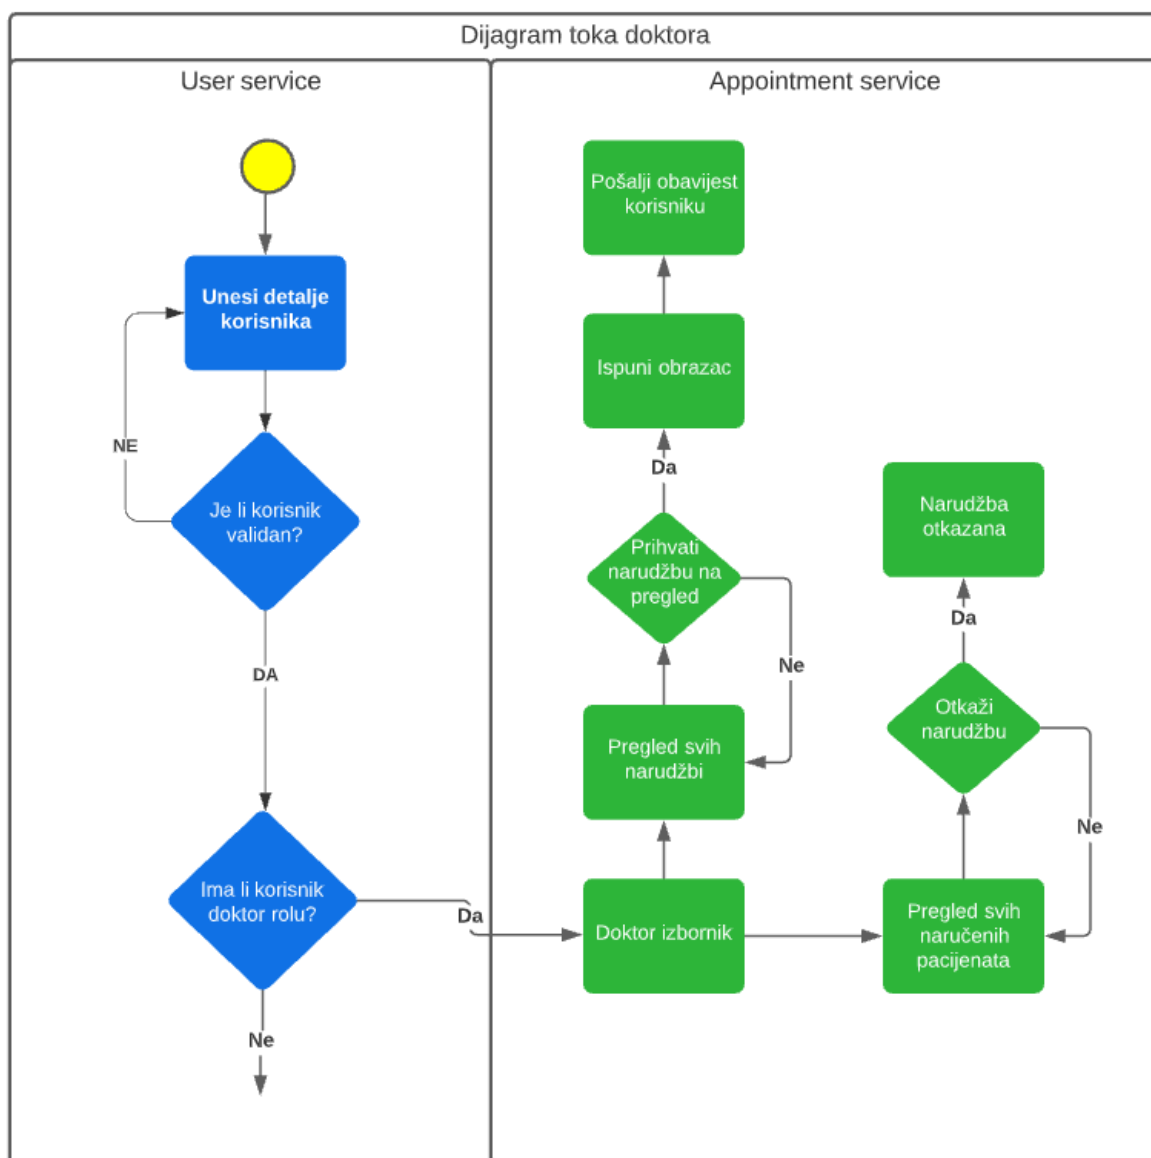 Dijagram toka doktora
User service
Appointment service
Unesi detalje
korisnika
NE
Je li korisnik
validan?
DA
Ima li korisnik
doktor rolu?
Da
Ne
Pošalji obavijest
korisniku
Ispuni obrazac
Da
Prihvati
narudžbu na
pregled
Ne
Pregled svih
narudžbi
Doktor izbornik
Narudžba
otkazana
Da
Otkaži
narudžbu
Ne
Pregled svih
naručenih
pacijenata